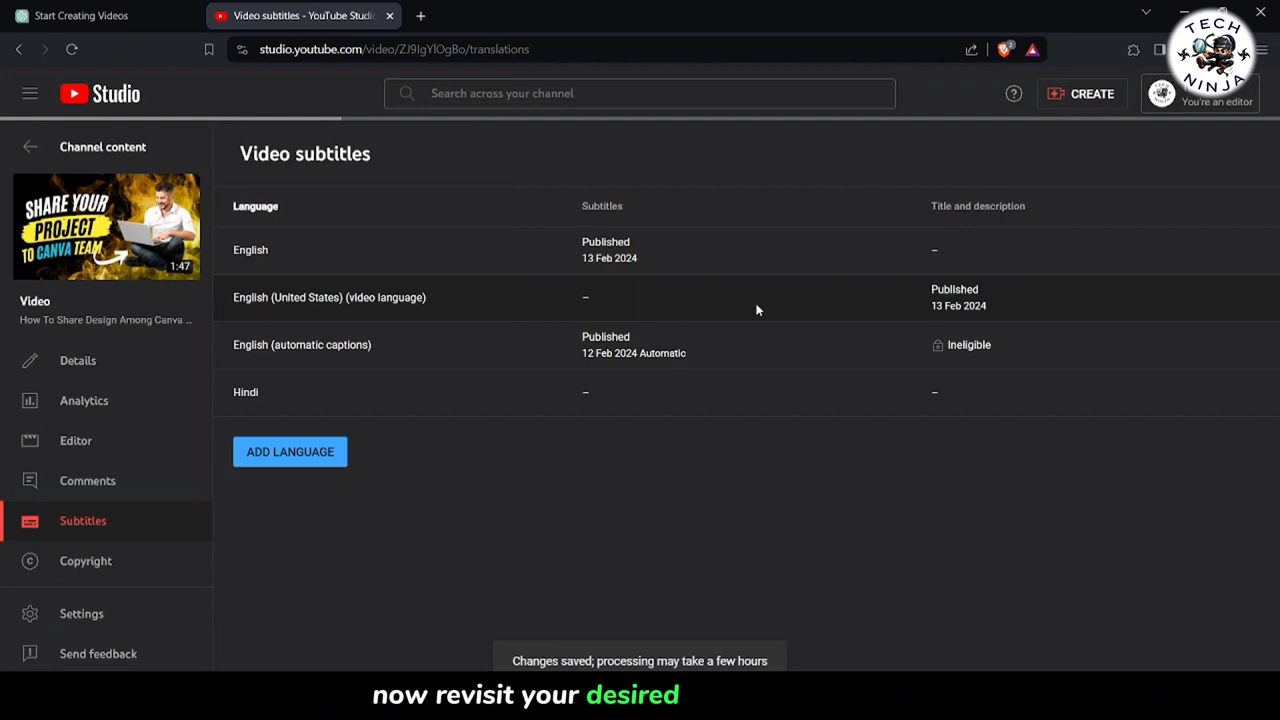 Start Creating Videos
Video subtitles - YouTube Studi
studio.youtube.com/video/ZJ9IgYlOgBo/translations
2
TECH
NINJA
Studio
Search across your channel
CREATE
You're an editor
Channel content
Video subtitles
SHARE YOUR
PROJECT
TO CANVA TEAM
1:47
Language
Subtitles
Title and description
English
Published
13 Feb 2024
–
English (United States) (video language)
–
Published
13 Feb 2024
English (automatic captions)
Published
12 Feb 2024 Automatic
Ineligible
Hindi
–
–
ADD LANGUAGE
Video
How To Share Design Among Canva ...
Details
Analytics
Editor
Comments
Subtitles
Copyright
Settings
Send feedback
Changes saved; processing may take a few hours
now revisit your desired